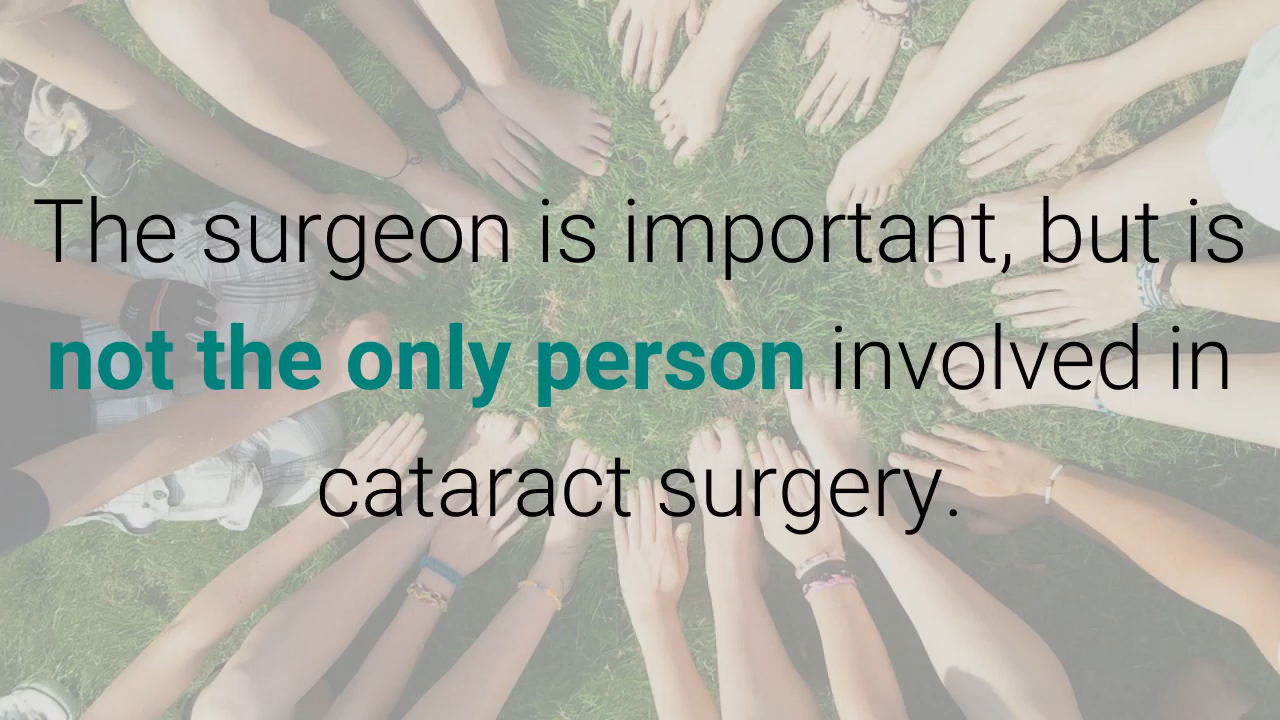 The surgeon is important, but is
not the only person involved in
cataract surgery.